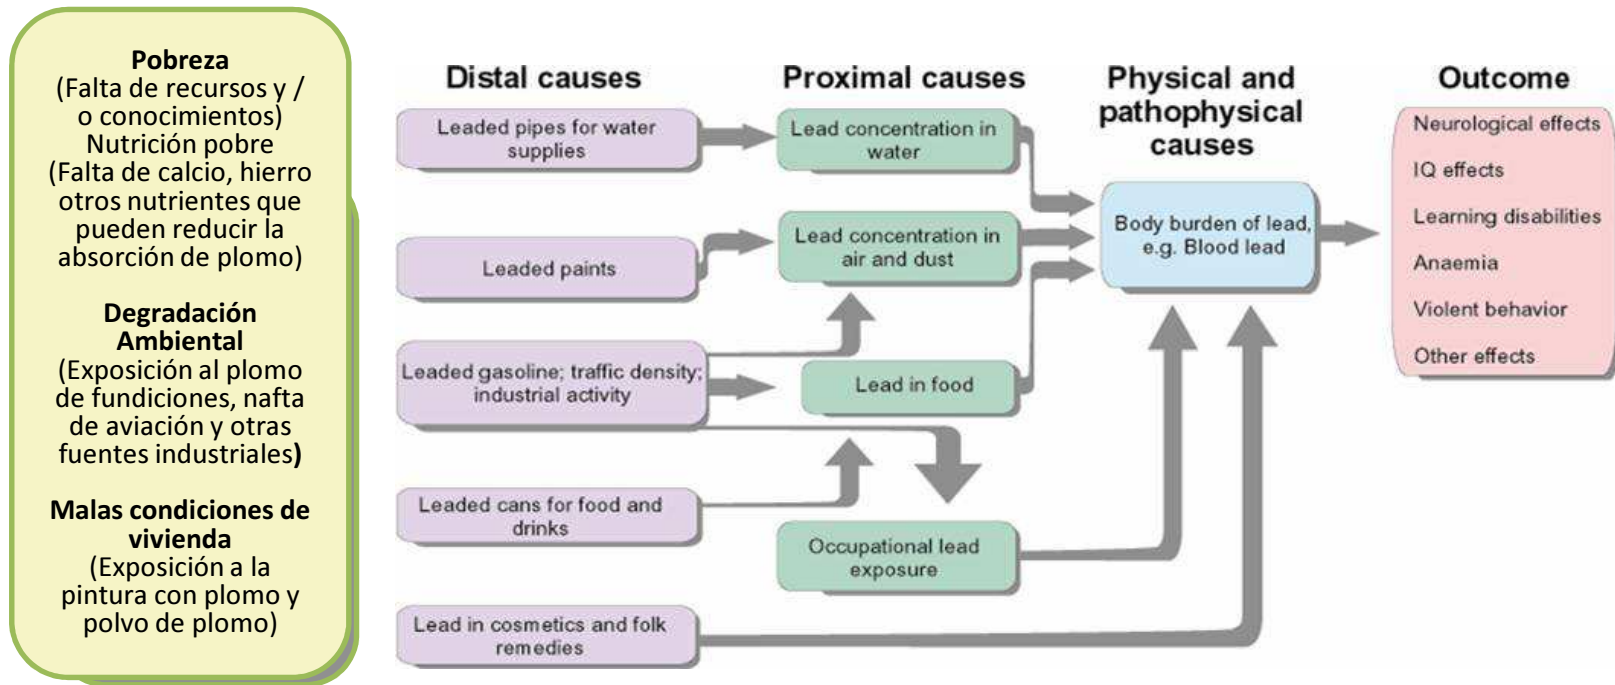 Pobreza
(Falta de recursos y /
o conocimientos)
Nutrición pobre
(Falta de calcio, hierro
otros nutrientes que
pueden reducir la
absorción de plomo)
Degradación
Ambiental
(Exposición al plomo
de fundiciones, nafta
de aviación y otras
fuentes industriales)
Malas condiciones de
vivienda
(Exposición a la
pintura con plomo y
polvo de plomo)
Distal causes
Leaded pipes for water
supplies
Leaded paints
Leaded gasoline; traffic density;
industrial activity
Leaded cans for food and
drinks
Lead in cosmetics and folk
remedies
Proximal causes
Lead concentration in
water
Lead concentration in
air and dust
Lead in food
Occupational lead
exposure
Physical and
pathophysical
causes
Body burden of lead,
e.g. Blood lead
Outcome
Neurological effects
IQ effects
Learning disabilities
Anaemia
Violent behavior
Other effects